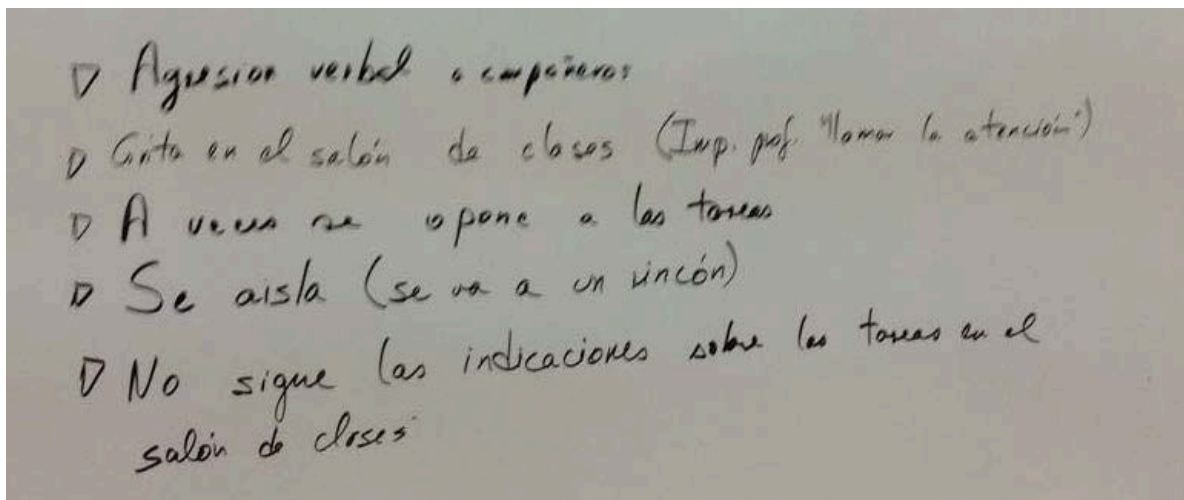 ▷ Agresion verbal a compañeros
▷ Grita en el salón de clases (Imp. prof. "llamar la atención")
▷ A veces se opone a las tareas
▷ Se aisla (se va a un rincón)
▷ No sigue las indicaciones sobre las tareas en el
salón de clases